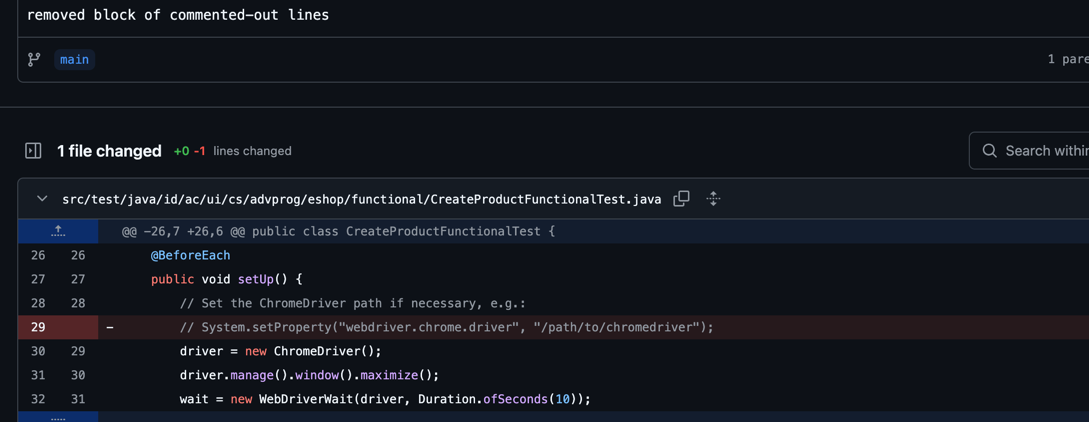 removed block of commented-out lines
main
1 pare
1 file changed +0 -1 lines changed
Search within
src/test/java/id/ac/ui/cs/advprog/eshop/functional/CreateProductFunctionalTest.java
@@ -26,7 +26,6 @@ public class CreateProductFunctionalTest {
26 26 @BeforeEach
27 27 public void setUp() {
28 28 // Set the ChromeDriver path if necessary, e.g.:
29 - // System.setProperty("webdriver.chrome.driver", "/path/to/chromedriver");
30 29 driver = new ChromeDriver();
31 30 driver.manage().window().maximize();
32 31 wait = new WebDriverWait(driver, Duration.ofSeconds(10));